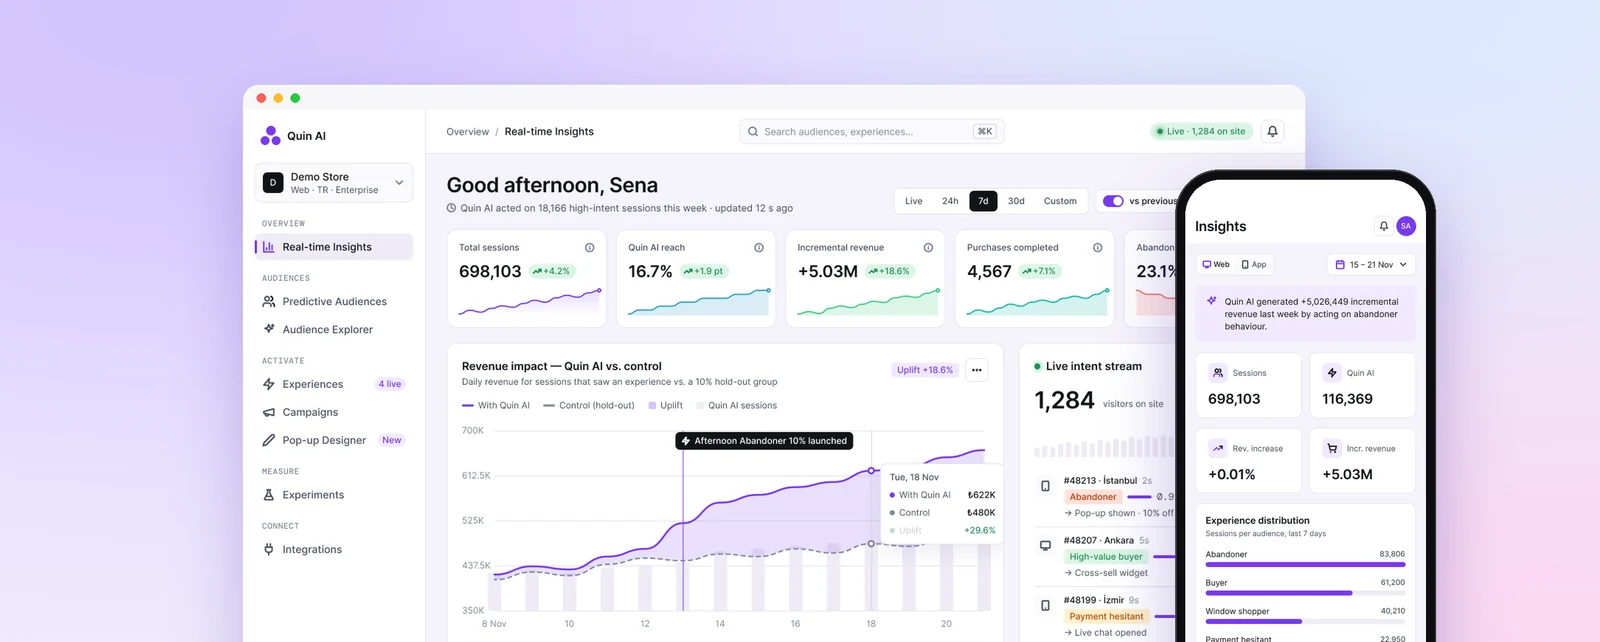 Quin AI
Demo Store
Web · TR · Enterprise
OVERVIEW
Real-time Insights
AUDIENCES
Predictive Audiences
Audience Explorer
ACTIVATE
Experiences 4 live
Campaigns
Pop-up Designer New
MEASURE
Experiments
CONNECT
Integrations
Overview / Real-time Insights
Search audiences, experiences... ⌘K
Live · 1,284 on site
Good afternoon, Sena
Quin AI acted on 18,166 high-intent sessions this week · updated 12 s ago
Live 24h 7d 30d Custom
vs previous
Total sessions
698,103 +4.2%
Quin AI reach
16.7% +1.9 pt
Incremental revenue
+5.03M +18.6%
Purchases completed
4,567 +7.1%
Abandon
23.1%
Revenue impact — Quin AI vs. control
Daily revenue for sessions that saw an experience vs. a 10% hold-out group
Uplift +18.6%
With Quin AI Control (hold-out) Uplift Quin AI sessions
700K
612.5K
525K
437.5K
350K
8 Nov 10 12 14 16 18 20
Afternoon Abandoner 10% launched
Tue, 18 Nov
With Quin AI ₺622K
Control ₺480K
Uplift +29.6%
Live intent stream
1,284 visitors on site
#48213 · İstanbul 2s
Abandoner 0.9
→ Pop-up shown · 10% off
#48207 · Ankara 5s
High-value buyer
→ Cross-sell widget
#48199 · İzmir 9s
Payment hesitant
→ Live chat opened
Insights
SA
Web App
15 – 21 Nov
Quin AI generated +5,026,449 incremental
revenue last week by acting on abandoner
behaviour.
Sessions
698,103
Quin AI
116,369
Rev. increase
+0.01%
Incr. revenue
+5.03M
Experience distribution
Sessions per audience, last 7 days
Abandoner 83,806
Buyer 61,200
Window shopper 40,210
Payment hesitant 22,950